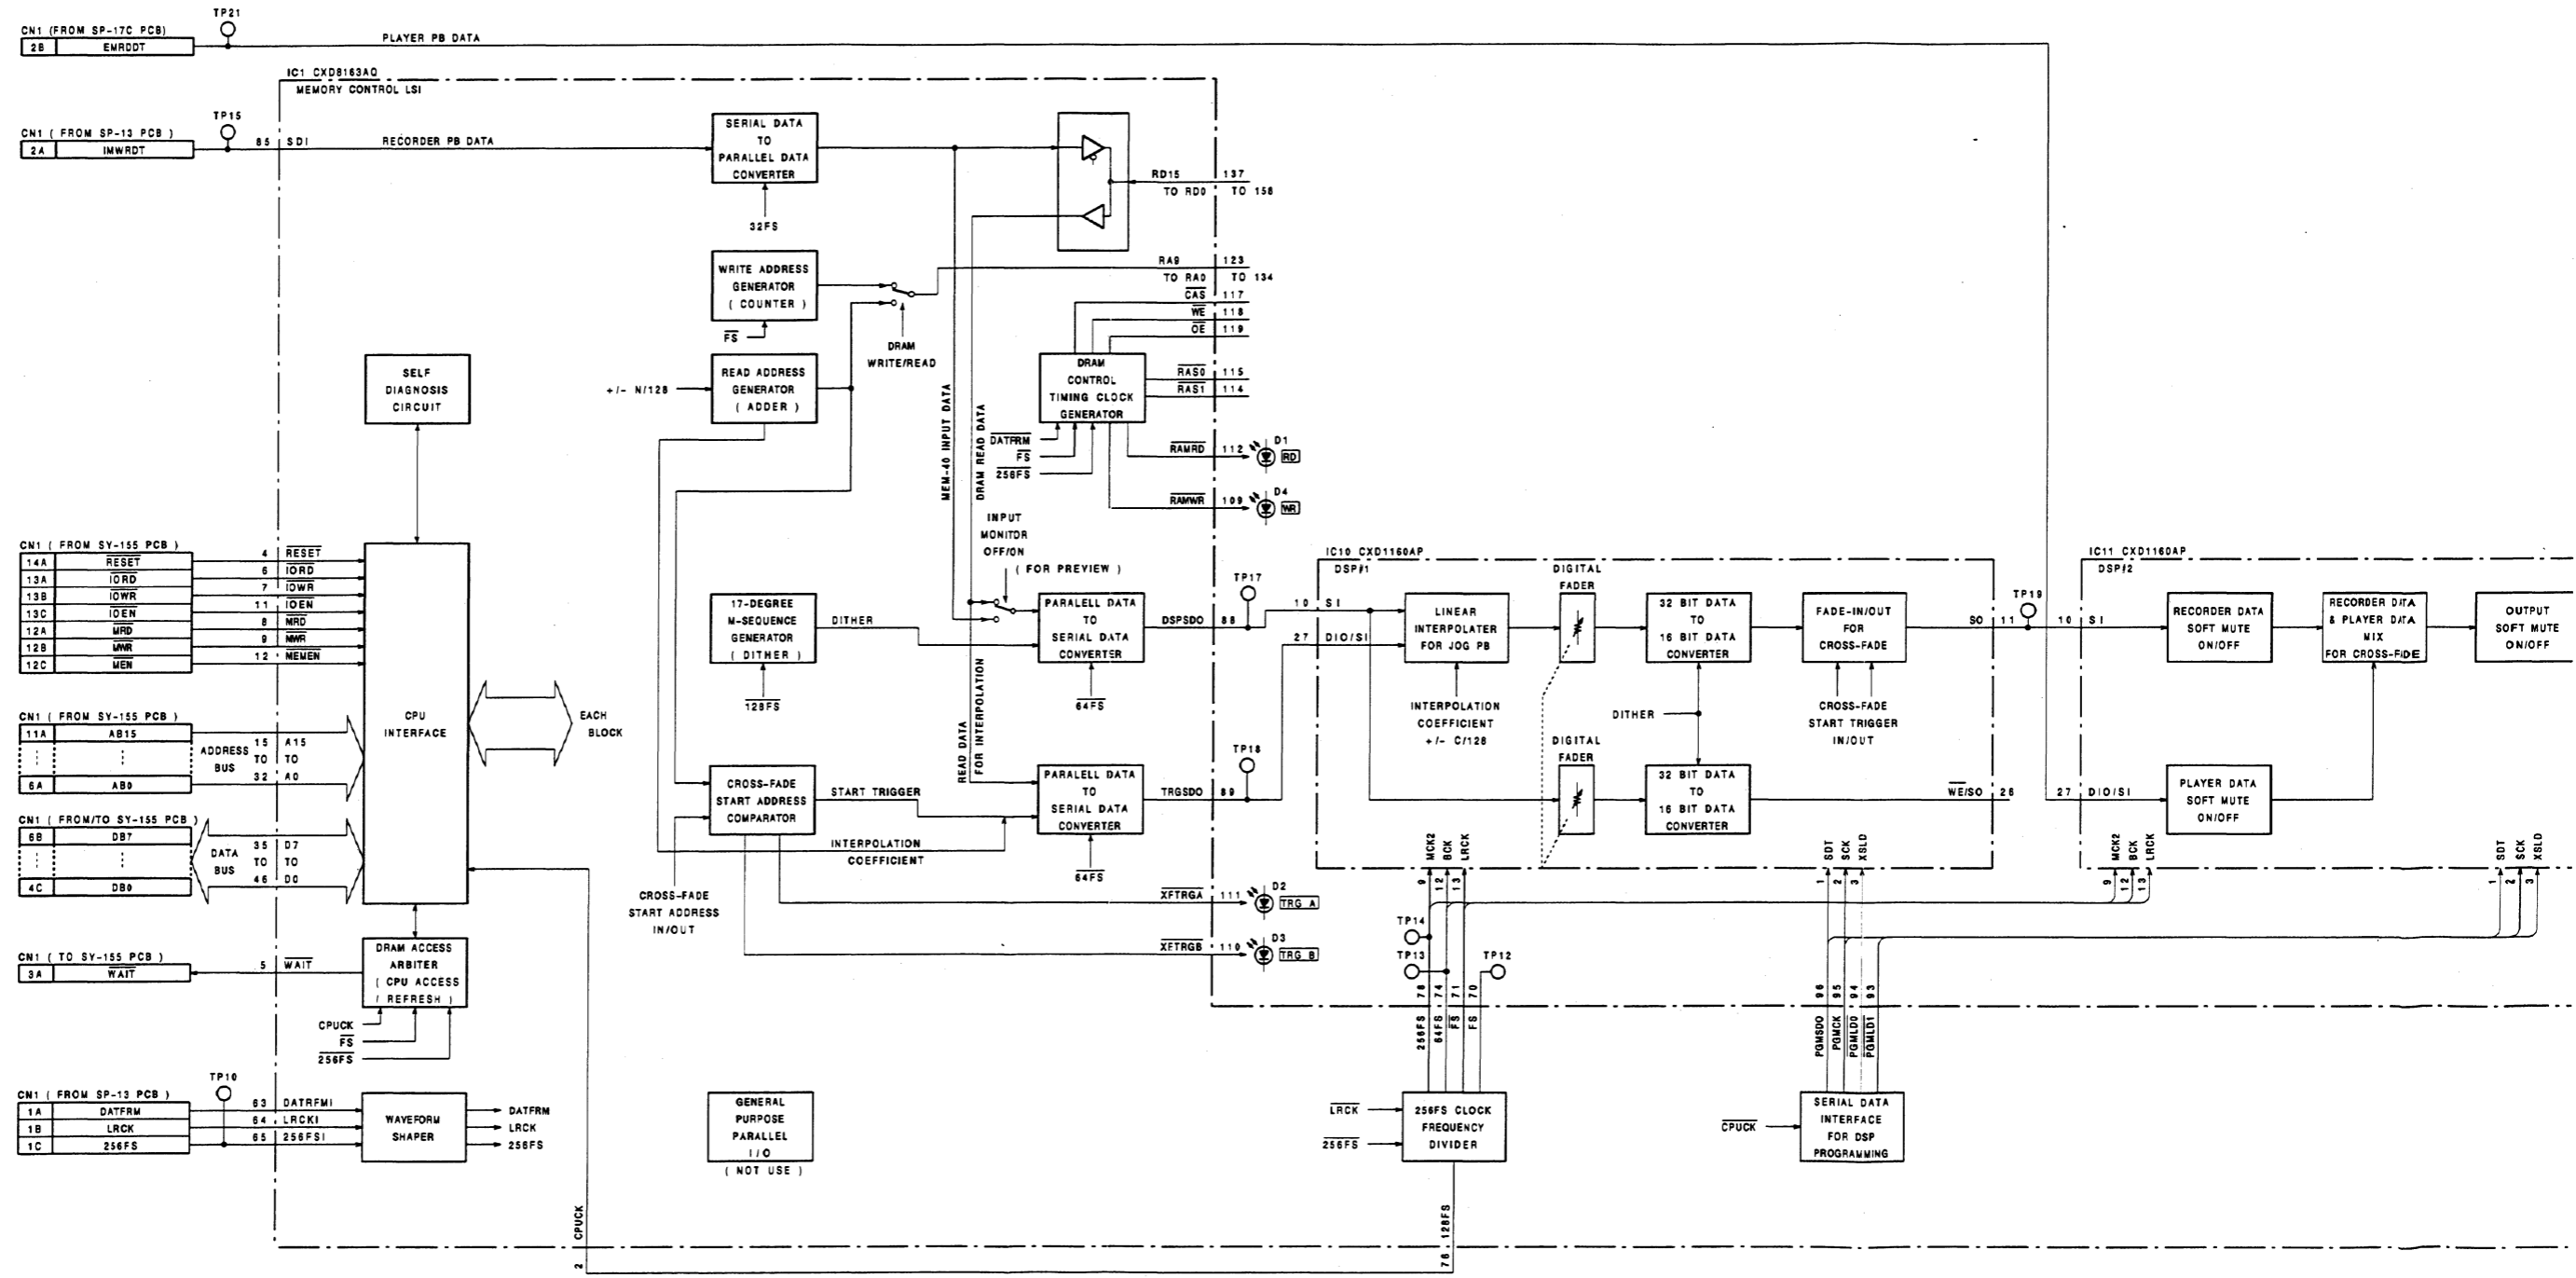 TP21
CN1 (FROM SP-17C PCB)
2B EMRDDT
PLAYER PB DATA
IC1 CXD8163AQ
MEMORY CONTROL LSI
TP15
CN1 ( FROM SP-13 PCB )
2A IMWRDT
85 SDI
RECORDER PB DATA
SERIAL DATA
TO
PARALLEL DATA
CONVERTER
32FS
RD15 137
TO RD0 TO 158
WRITE ADDRESS
GENERATOR
( COUNTER )
FS
RA9 123
TO RA0 TO 134
CAS 117
WE 118
OE 119
DRAM
WRITE/READ
READ ADDRESS
GENERATOR
( ADDER )
+/- N/128
DRAM
CONTROL
TIMING CLOCK
GENERATOR
RAS0 115
RAS1 114
DATFRM
FS
256FS
RAMRD 112
D1
RD
RAMWR 109
D4
WR
MEM-40 INPUT DATA
DRAM READ DATA
SELF
DIAGNOSIS
CIRCUIT
INPUT
MONITOR
OFF/ON
( FOR PREVIEW )
CN1 ( FROM SY-155 PCB )
14A RESET
13A IORD
13B IOWR
13C IOEN
12A MRD
12B MWR
12C MEN
4 RESET
6 IORD
7 IOWR
11 IOEN
8 MRD
9 MWR
12 MEMEN
CPU
INTERFACE
EACH
BLOCK
17-DEGREE
M-SEQUENCE
GENERATOR
( DITHER )
DITHER
128FS
PARALELL DATA
TO
SERIAL DATA
CONVERTER
64FS
DSPSDO 88
TP17
READ DATA
FOR INTERPOLATION
IC10 CXD1160AP
DSP#1
10 SI
27 DIO/SI
LINEAR
INTERPOLATER
FOR JOG PB
INTERPOLATION
COEFFICIENT
+/- C/128
DIGITAL
FADER
32 BIT DATA
TO
16 BIT DATA
CONVERTER
DITHER
FADE-IN/OUT
FOR
CROSS-FADE
CROSS-FADE
START TRIGGER
IN/OUT
SO 11
TP19
IC11 CXD1160AP
DSP#2
10 SI
RECORDER DATA
SOFT MUTE
ON/OFF
RECORDER DATA
& PLAYER DATA
MIX
FOR CROSS-FADE
OUTPUT
SOFT MUTE
ON/OFF
CN1 ( FROM SY-155 PCB )
11A AB15
6A AB0
ADDRESS
BUS
15 A15
TO TO
32 A0
CN1 ( FROM/TO SY-155 PCB )
6B DB7
4C DB0
DATA
BUS
35 D7
TO TO
46 D0
CROSS-FADE
START ADDRESS
COMPARATOR
START TRIGGER
INTERPOLATION
COEFFICIENT
CROSS-FADE
START ADDRESS
IN/OUT
PARALELL DATA
TO
SERIAL DATA
CONVERTER
64FS
TRGSDO 89
TP18
DIGITAL
FADER
32 BIT DATA
TO
16 BIT DATA
CONVERTER
WE/SO 26
27 DIO/SI
PLAYER DATA
SOFT MUTE
ON/OFF
MCK2
BCK
LRCK
9
12
13
SDT
SCK
XSLD
1
2
3
MCK2
BCK
LRCK
9
12
13
SDT
SCK
XSLD
1
2
3
XFTRGA 111
D2
TRG A
XFTRGB 110
D3
TRG B
TP14
TP13
TP12
CN1 ( TO SY-155 PCB )
3A WAIT
5 WAIT
DRAM ACCESS
ARBITER
( CPU ACCESS
/ REFRESH )
CPUCK
FS
256FS
78
74
71
70
256FS
64FS
FS
FS
96
95
94
93
PGMSDO
PGMCK
PGMLD0
PGMLD1
TP10
CN1 ( FROM SP-13 PCB )
1A DATFRM
1B LRCK
1C 256FS
63 DATRFMI
64 LRCKI
65 256FSI
WAVEFORM
SHAPER
DATFRM
LRCK
256FS
GENERAL
PURPOSE
PARALLEL
I/O
( NOT USE )
LRCK
256FS
256FS CLOCK
FREQUENCY
DIVIDER
CPUCK
SERIAL DATA
INTERFACE
FOR DSP
PROGRAMMING
2 CPUCK
76 128FS